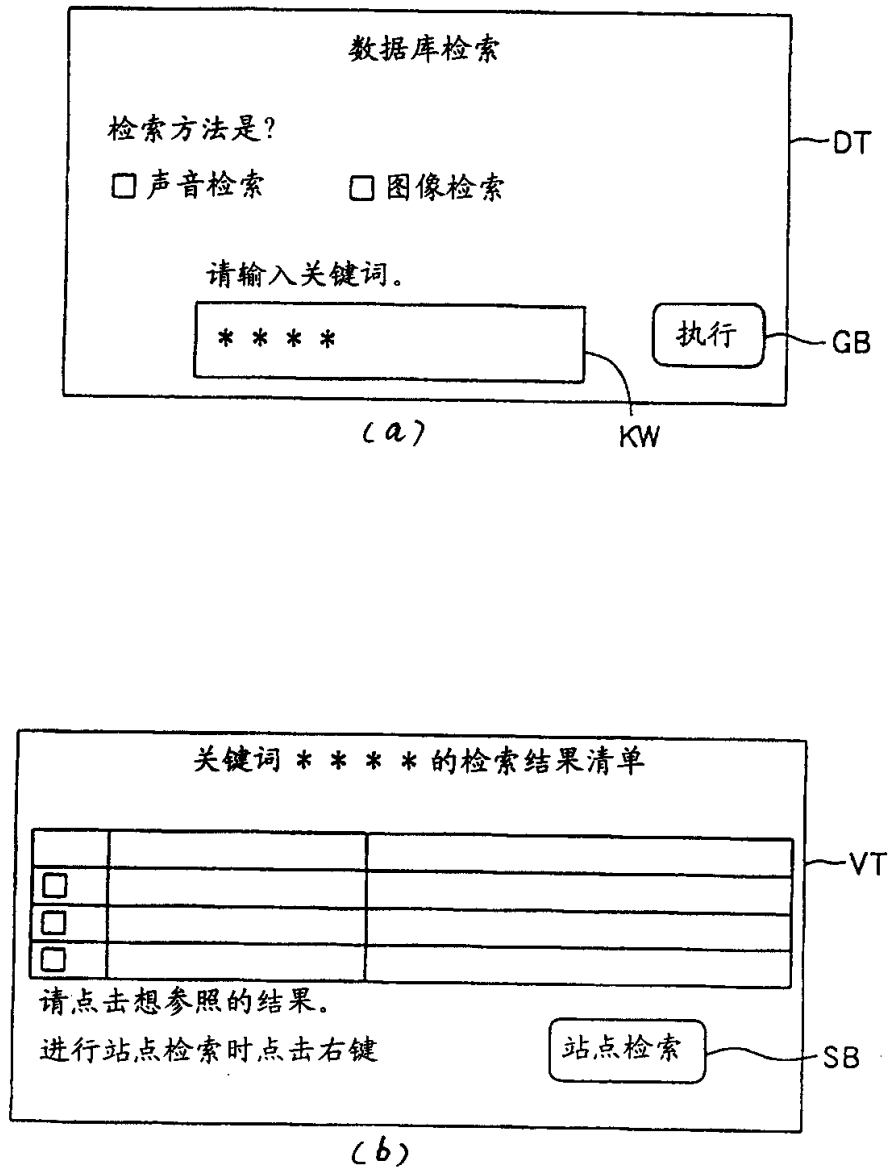 数据库检索
检索方法是?
DT
□ 声音检索 □ 图像检索
请输入关键词。
* * * *
执行
GB
(a)
KW
关键词 * * * * 的检索结果清单
VT
请点击想参照的结果。
进行站点检索时点击右键
站点检索
SB
(b)